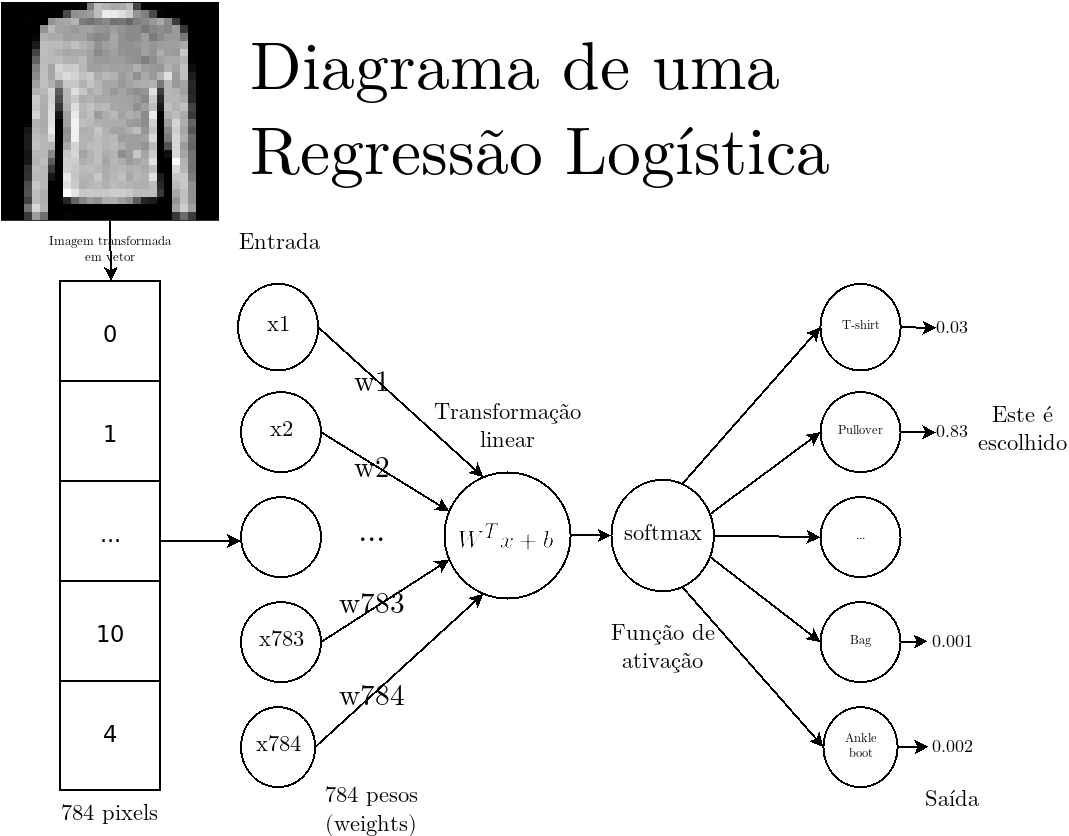 Diagrama de uma
Regressão Logística
Imagem transformada
em vetor
0
1
...
10
4
784 pixels
Entrada
x1
x2
x783
x784
w1
w2
...
w783
w784
784 pesos
(weights)
Transformação
linear
W^T x + b
softmax
Função de
ativação
T-shirt
0.03
Pullover
0.83
Este é
escolhido
...
Bag
0.001
Ankle
boot
0.002
Saída